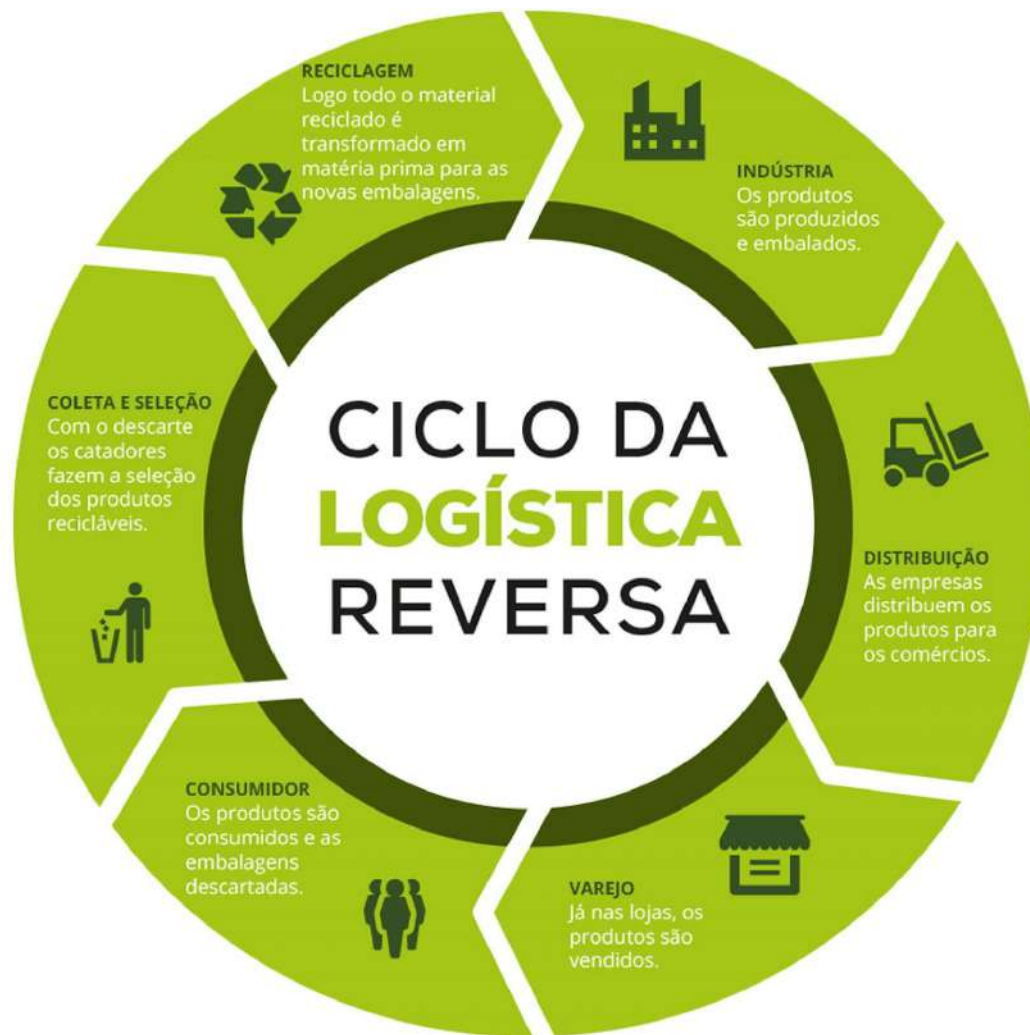 CICLO DA
LOGÍSTICA
REVERSA
INDÚSTRIA
Os produtos
são produzidos
e embalados.
DISTRIBUIÇÃO
As empresas
distribuem os
produtos para
os comércios.
VAREJO
Já nas lojas, os
produtos são
vendidos.
CONSUMIDOR
Os produtos são
consumidos e as
embalagens
descartadas.
COLETA E SELEÇÃO
Com o descarte
os catadores
fazem a seleção
dos produtos
recicláveis.
RECICLAGEM
Logo todo o material
reciclado é
transformado em
matéria prima para as
novas embalagens.